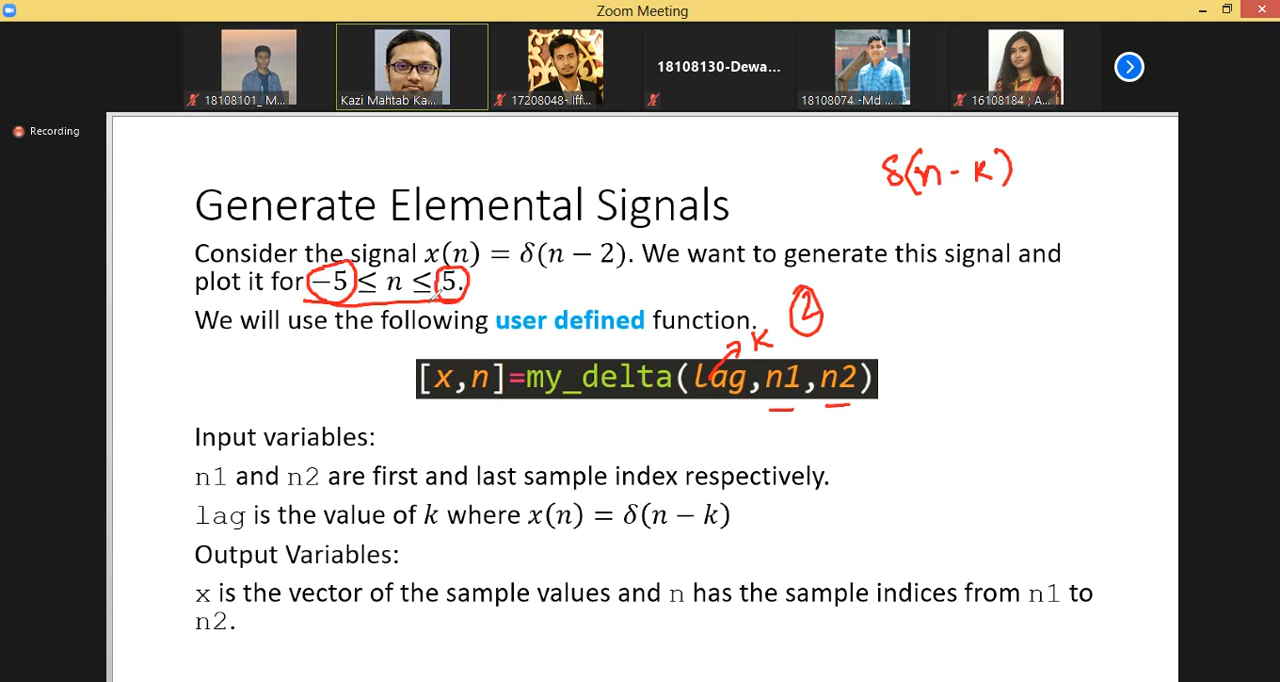 Zoom Meeting
18108101_ M...
Kazi Mahtab Ka...
17208048- Iff...
18108130-Dewa...
18108074 -Md ...
16108184 ; A...
Recording
δ(n - k)
Generate Elemental Signals
Consider the signal x(n) = δ(n − 2). We want to generate this signal and
plot it for −5 ≤ n ≤ 5.
We will use the following user defined function.
2
k
[x,n]=my_delta(lag,n1,n2)
Input variables:
n1 and n2 are first and last sample index respectively.
lag is the value of k where x(n) = δ(n − k)
Output Variables:
x is the vector of the sample values and n has the sample indices from n1 to
n2.